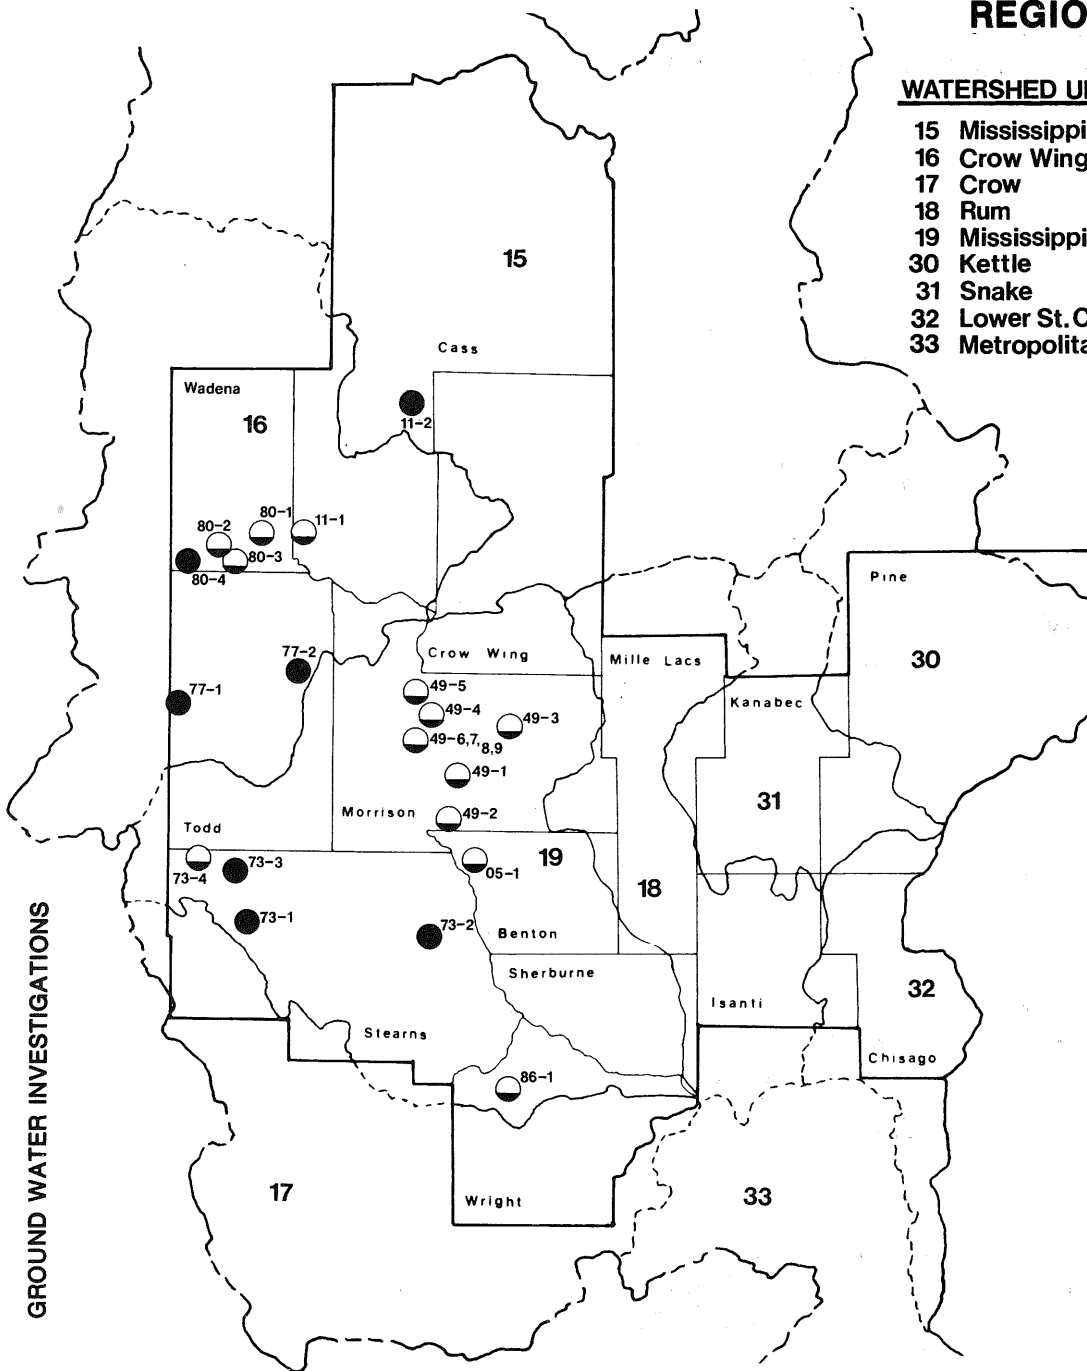 REGIO
WATERSHED U
15 Mississippi
16 Crow Wing
17 Crow
18 Rum
19 Mississippi
30 Kettle
31 Snake
32 Lower St. C
33 Metropolita
15
Cass
Wadena
16
11-2
80-1
11-1
80-2
80-3
80-4
Pine
30
77-2
Crow Wing
Mille Lacs
77-1
49-5
Kanabec
49-4
49-3
49-6,7,8,9
49-1
31
Morrison
49-2
Todd
73-4
73-3
19
05-1
18
73-1
73-2
Benton
Sherburne
32
Isanti
Stearns
Chisago
86-1
17
Wright
33
GROUND WATER INVESTIGATIONS